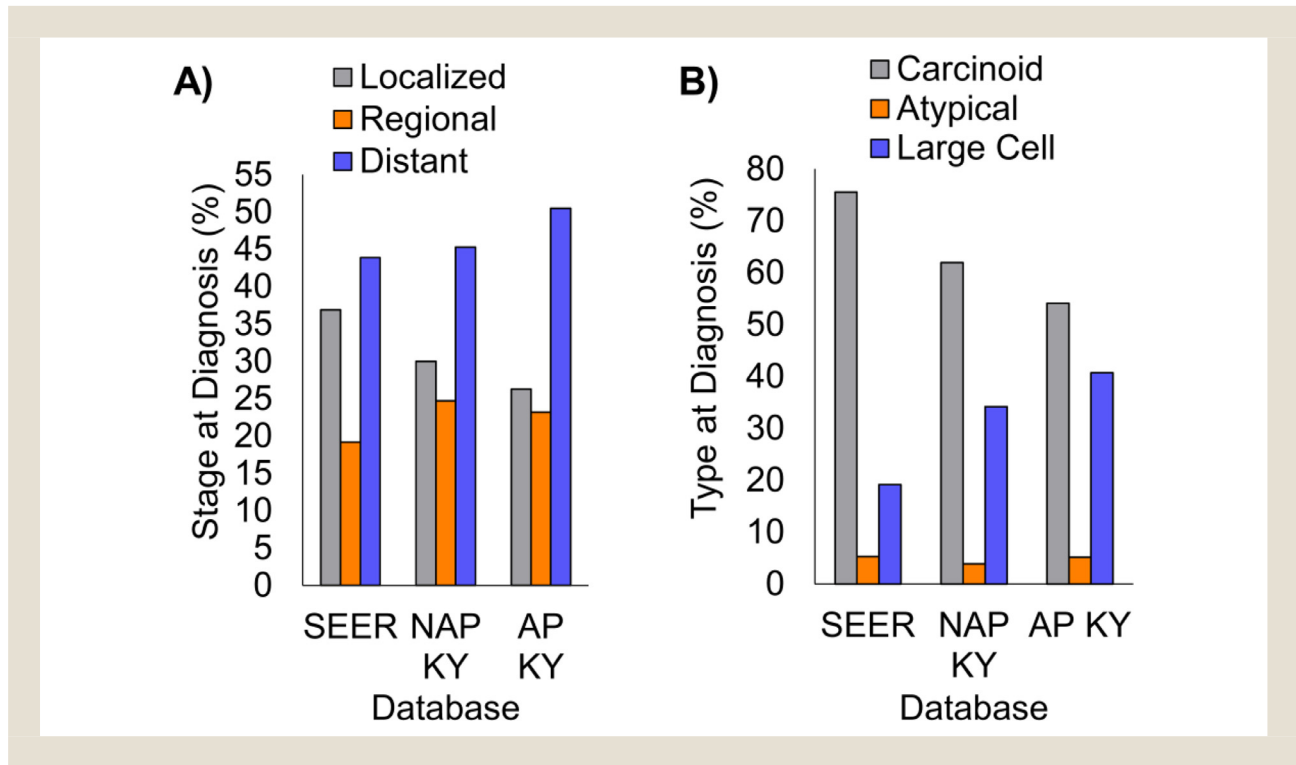 A)
Localized
Regional
Distant
Stage at Diagnosis (%)
55
50
45
40
35
30
25
20
15
10
5
0
SEER NAP AP
KY KY
Database
B)
Carcinoid
Atypical
Large Cell
Type at Diagnosis (%)
80
70
60
50
40
30
20
10
0
SEER NAP AP KY
KY
Database